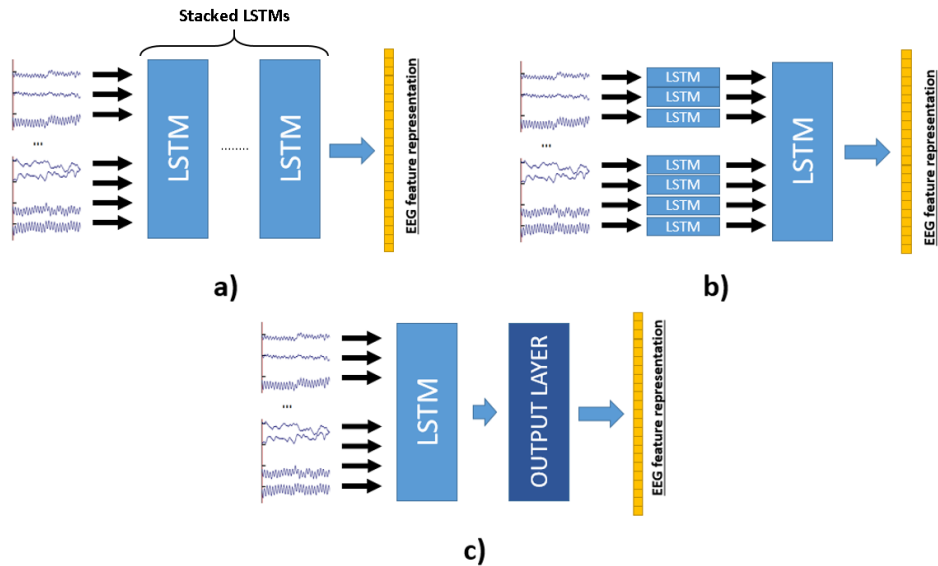 Stacked LSTMs
...
LSTM
........
LSTM
EEG feature representation
a)
...
LSTM
LSTM
LSTM
LSTM
LSTM
LSTM
LSTM
LSTM
EEG feature representation
b)
...
LSTM
OUTPUT LAYER
EEG feature representation
c)